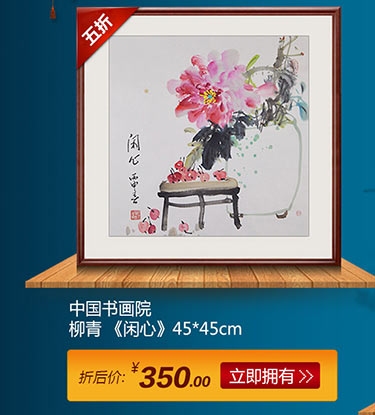 五折
闲心
中国书画院
柳青 《闲心》45*45cm
折后价: ¥350.00 立即拥有>>